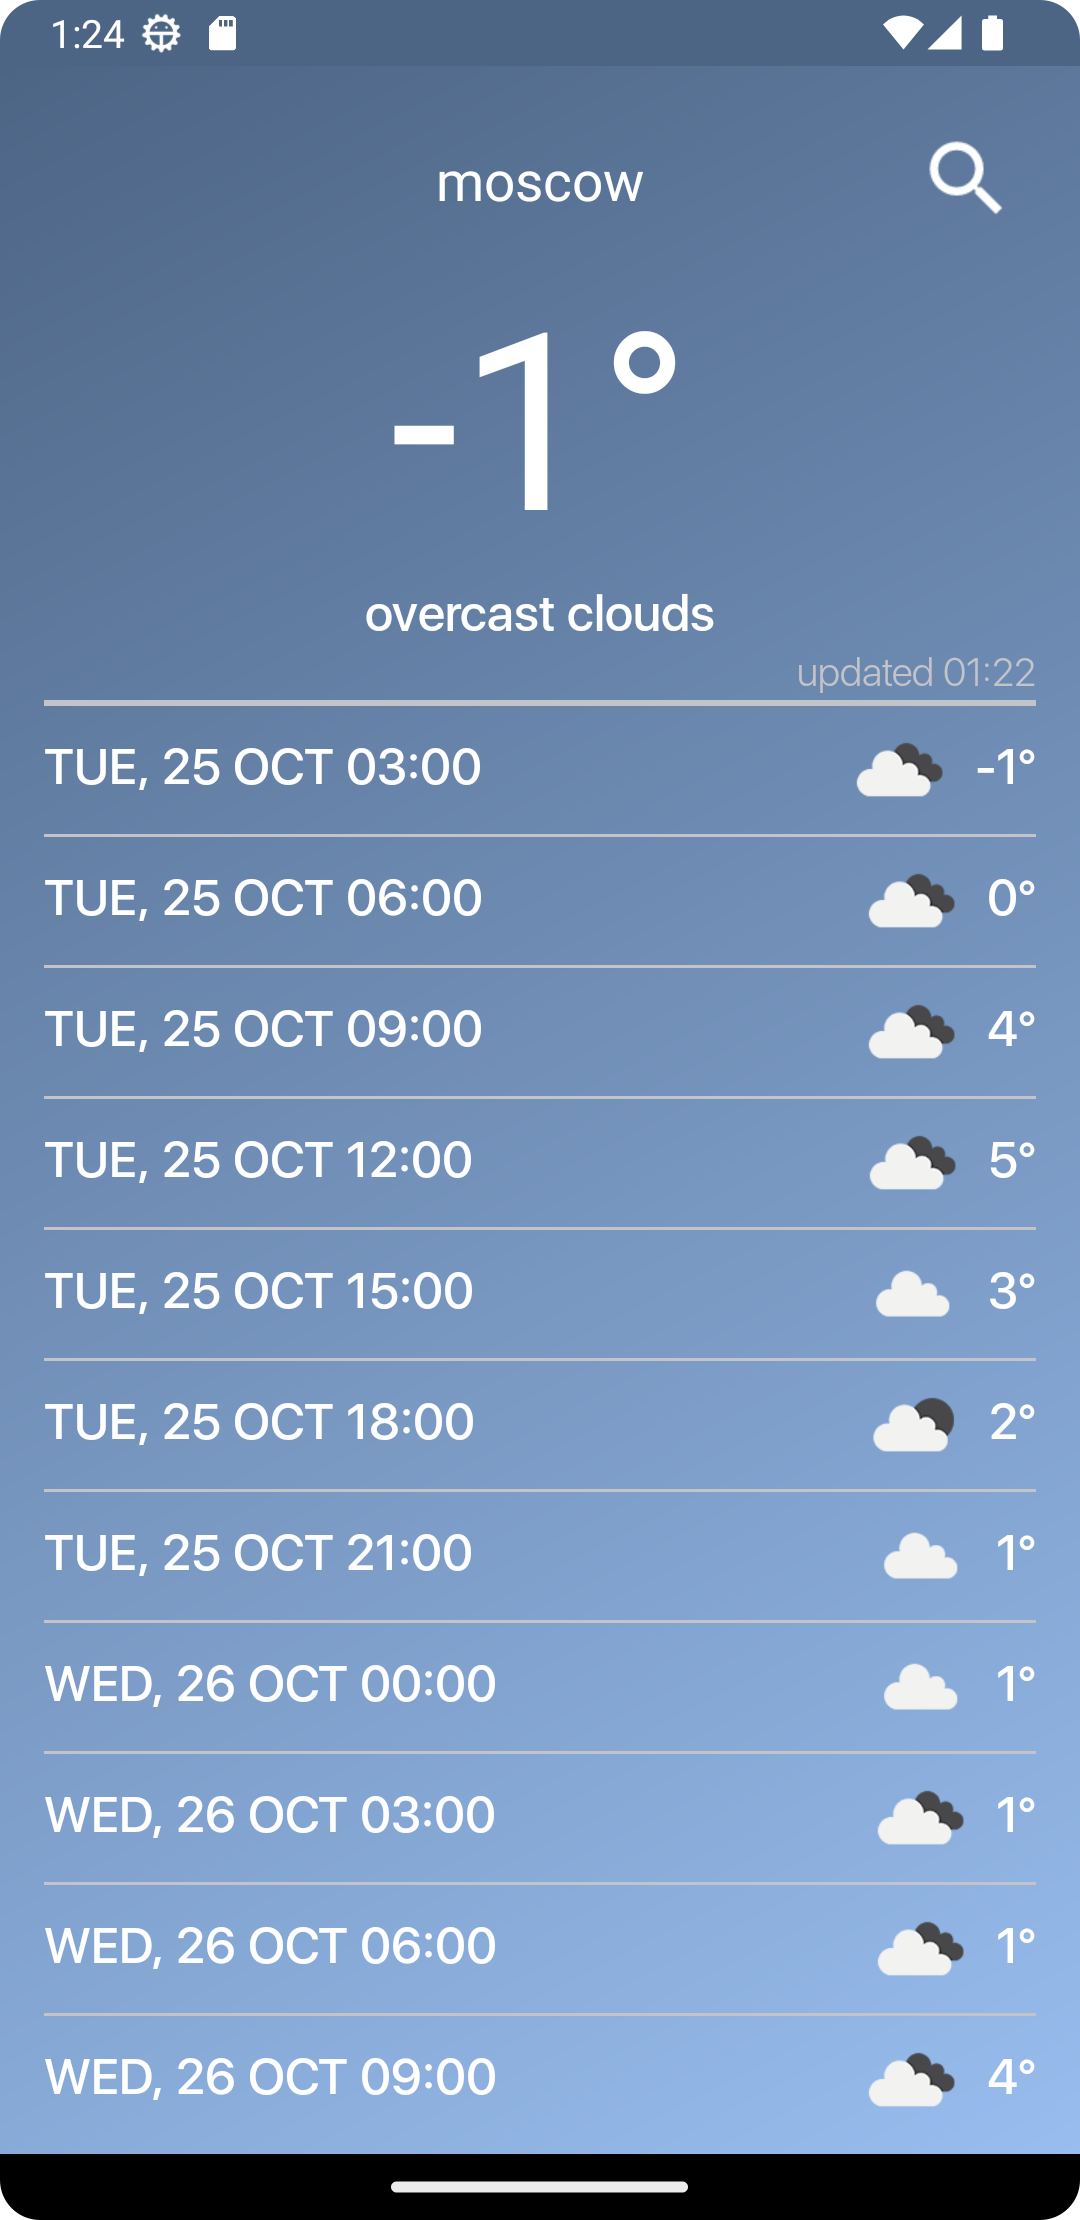 1:24
moscow
-1°
overcast clouds
updated 01:22
TUE, 25 OCT 03:00 -1°
TUE, 25 OCT 06:00 0°
TUE, 25 OCT 09:00 4°
TUE, 25 OCT 12:00 5°
TUE, 25 OCT 15:00 3°
TUE, 25 OCT 18:00 2°
TUE, 25 OCT 21:00 1°
WED, 26 OCT 00:00 1°
WED, 26 OCT 03:00 1°
WED, 26 OCT 06:00 1°
WED, 26 OCT 09:00 4°